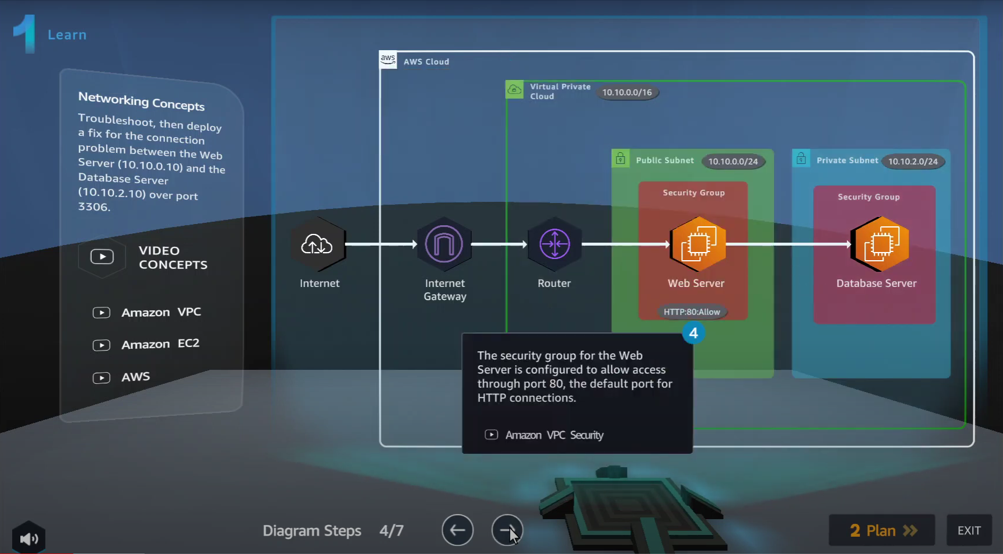 1 Learn
Networking Concepts
Troubleshoot, then deploy
a fix for the connection
problem between the Web
Server (10.10.0.10) and the
Database Server
(10.10.2.10) over port
3306.
VIDEO
CONCEPTS
Amazon VPC
Amazon EC2
AWS
aws
AWS Cloud
Virtual Private
Cloud
10.10.0.0/16
Public Subnet
10.10.0.0/24
Private Subnet
10.10.2.0/24
Security Group
Security Group
Internet
Internet
Gateway
Router
Web Server
Database Server
HTTP:80:Allow
4
The security group for the Web
Server is configured to allow access
through port 80, the default port for
HTTP connections.
Amazon VPC Security
Diagram Steps 4/7
2 Plan
EXIT